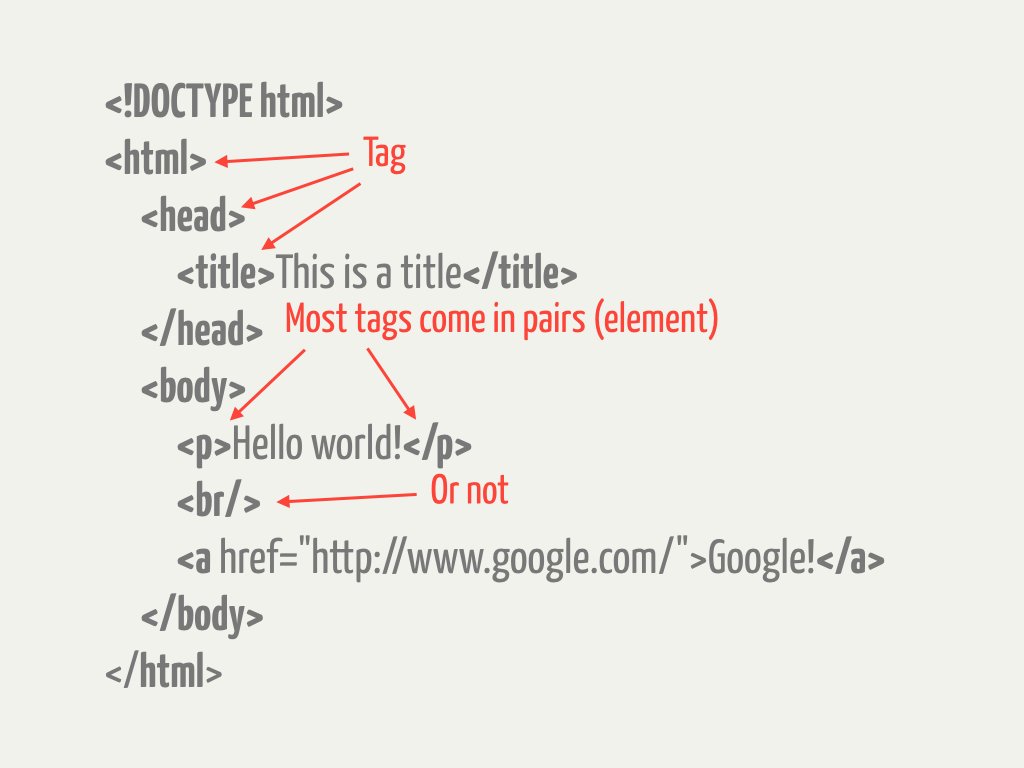 <!DOCTYPE html>
<html>
Tag
<head>
<title>This is a title</title>
</head>
Most tags come in pairs (element)
<body>
<p>Hello world!</p>
<br/>
Or not
<a href="http://www.google.com/">Google!</a>
</body>
</html>